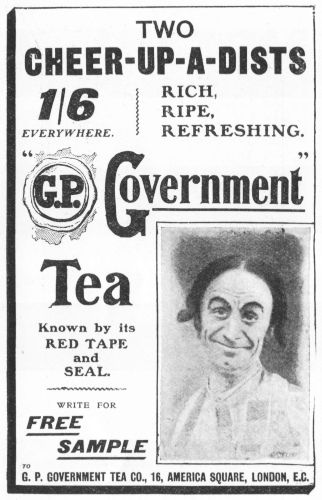 TWO
CHEER-UP-A-DISTS
1/6
EVERYWHERE.
RICH,
RIPE,
REFRESHING.
"G.P. Government"
Tea
Known by its
RED TAPE
and
SEAL.
WRITE FOR
FREE
SAMPLE
TO
G. P. GOVERNMENT TEA CO., 16, AMERICA SQUARE, LONDON, E.C.